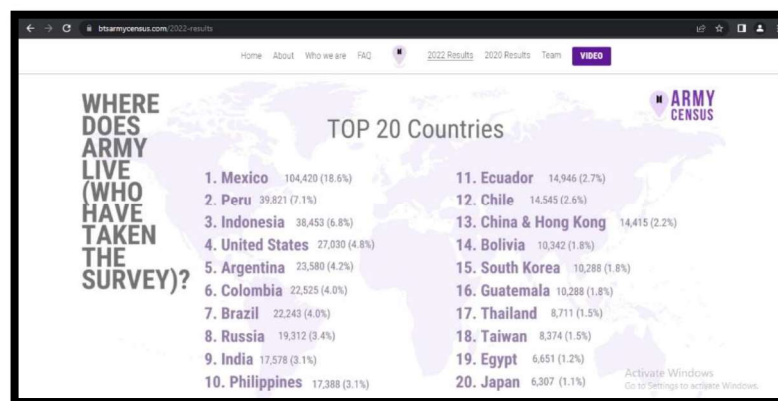 btsarmycensus.com/2022-results
Home About Who we are FAQ 2022 Results 2020 Results Team VIDEO
WHERE
DOES
ARMY
LIVE
(WHO
HAVE
TAKEN
THE
SURVEY)?
ARMY
CENSUS
TOP 20 Countries
1. Mexico 104,420 (18.6%)
2. Peru 39,821 (7.1%)
3. Indonesia 38,453 (6.8%)
4. United States 27,030 (4.8%)
5. Argentina 23,580 (4.2%)
6. Colombia 22,525 (4.0%)
7. Brazil 22,243 (4.0%)
8. Russia 19,312 (3.4%)
9. India 17,578 (3.1%)
10. Philippines 17,388 (3.1%)
11. Ecuador 14,946 (2.7%)
12. Chile 14,545 (2.6%)
13. China & Hong Kong 14,415 (2.2%)
14. Bolivia 10,342 (1.8%)
15. South Korea 10,288 (1.8%)
16. Guatemala 10,288 (1.8%)
17. Thailand 8,711 (1.5%)
18. Taiwan 8,374 (1.5%)
19. Egypt 6,651 (1.2%)
20. Japan 6,307 (1.1%)
Activate Windows
Go to Settings to activate Windows.